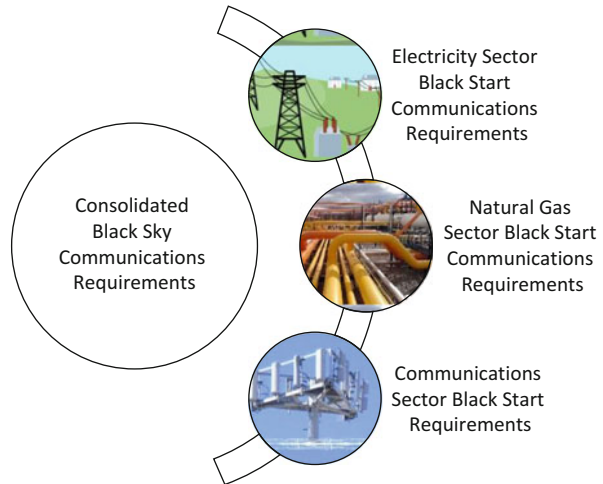 Consolidated
Black Sky
Communications
Requirements
Electricity Sector
Black Start
Communications
Requirements
Natural Gas
Sector Black Start
Communications
Requirements
Communications
Sector Black Start
Requirements